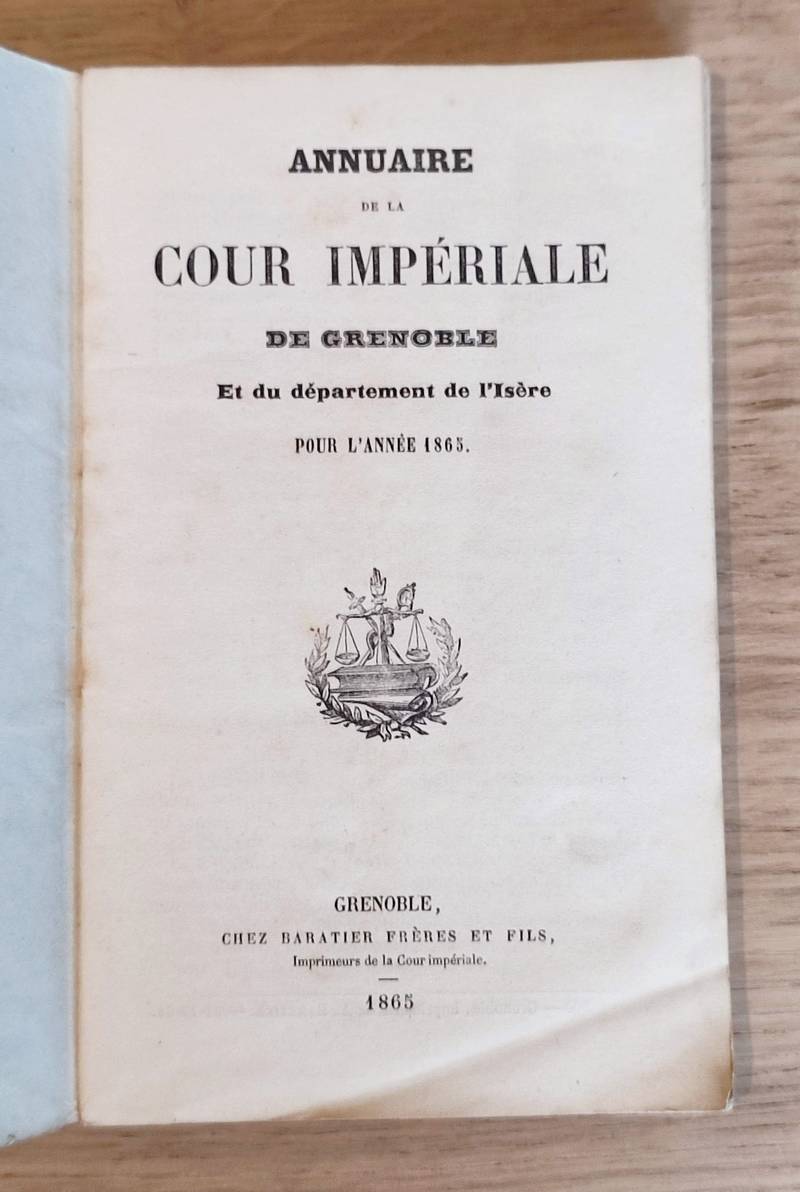 ANNUAIRE
DE LA
COUR IMPÉRIALE
DE GRENOBLE
Et du département de l'Isère
POUR L'ANNÉE 1865.
GRENOBLE,
CHEZ BARATIER FRÈRES ET FILS,
Imprimeurs de la Cour impériale.
1865